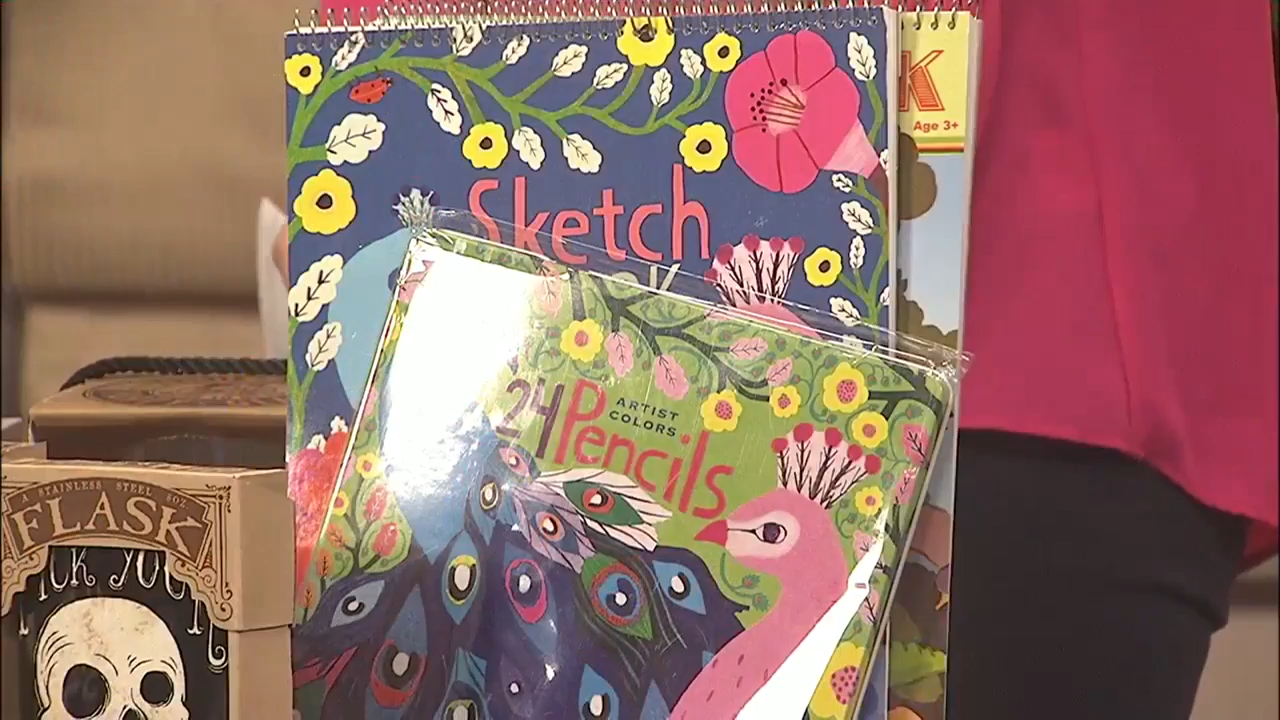 Sketch
K
Age 3+
24 Pencils
ARTIST
COLORS
A STAINLESS STEEL 8OZ
FLASK